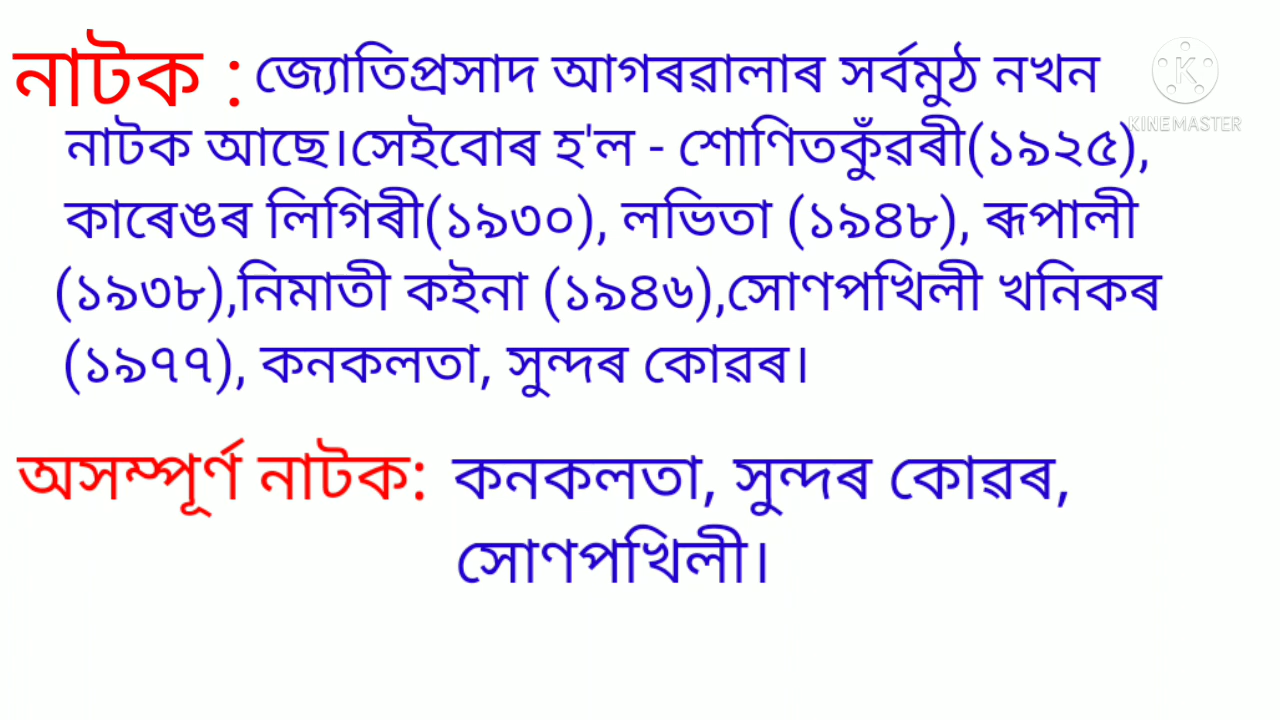 নাটক : জ্যোতিপ্ৰসাদ আগৰৱালাৰ সৰ্বমুঠ নখন
KINEMASTER
নাটক আছে।সেইবোৰ হ'ল - শোণিতকুঁৱৰী(১৯২৫),
কাৰেঙৰ লিগিৰী(১৯৩০), লভিতা (১৯৪৮), ৰূপালী
(১৯৩৮),নিমাতী কইনা (১৯৪৬),সোণপখিলী খনিকৰ
(১৯৭৭), কনকলতা, সুন্দৰ কোৱৰ।
অসম্পূৰ্ণ নাটক: কনকলতা, সুন্দৰ কোৱৰ,
সোণপখিলী।